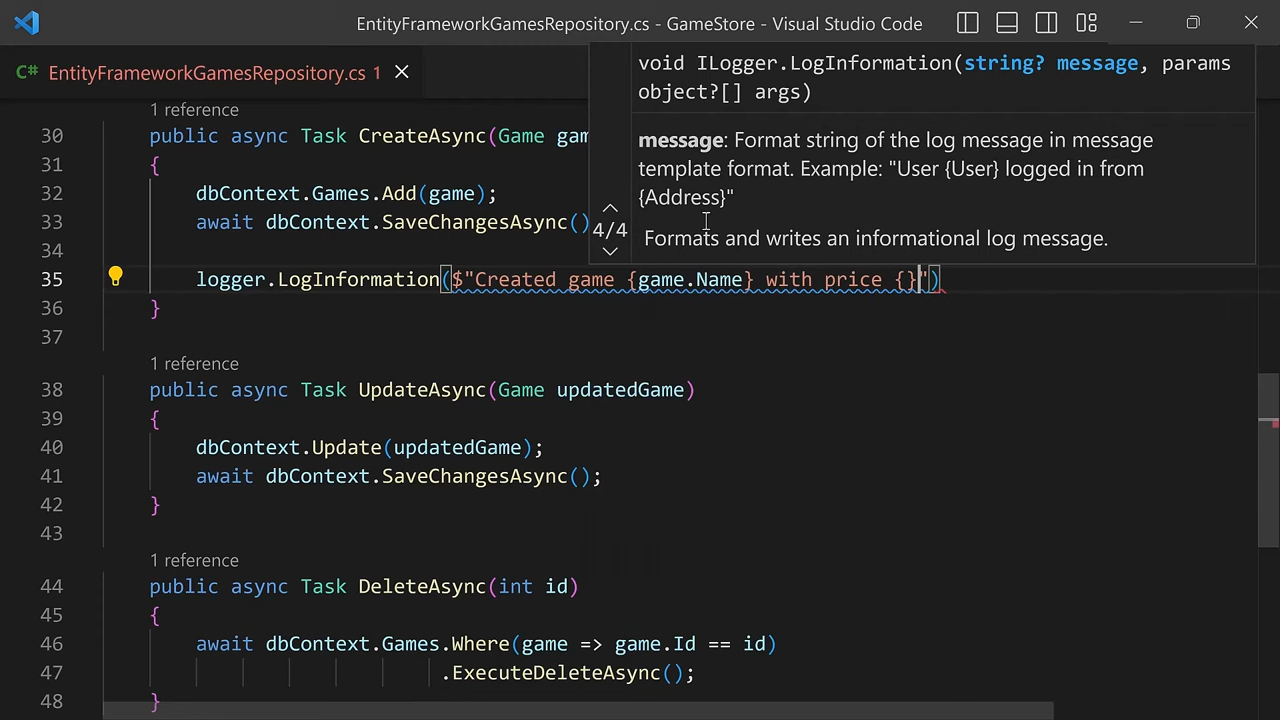 EntityFrameworkGamesRepository.cs - GameStore - Visual Studio Code
C# EntityFrameworkGamesRepository.cs 1
void ILogger.LogInformation(string? message, params
object?[] args)
message: Format string of the log message in message
template format. Example: "User {User} logged in from
{Address}"
4/4
Formats and writes an informational log message.
1 reference
30 public async Task CreateAsync(Game gam
31 {
32 dbContext.Games.Add(game);
33 await dbContext.SaveChangesAsync()
34
35 logger.LogInformation($"Created game {game.Name} with price {}")
36 }
37
1 reference
38 public async Task UpdateAsync(Game updatedGame)
39 {
40 dbContext.Update(updatedGame);
41 await dbContext.SaveChangesAsync();
42 }
43
1 reference
44 public async Task DeleteAsync(int id)
45 {
46 await dbContext.Games.Where(game => game.Id == id)
47 .ExecuteDeleteAsync();
48 }